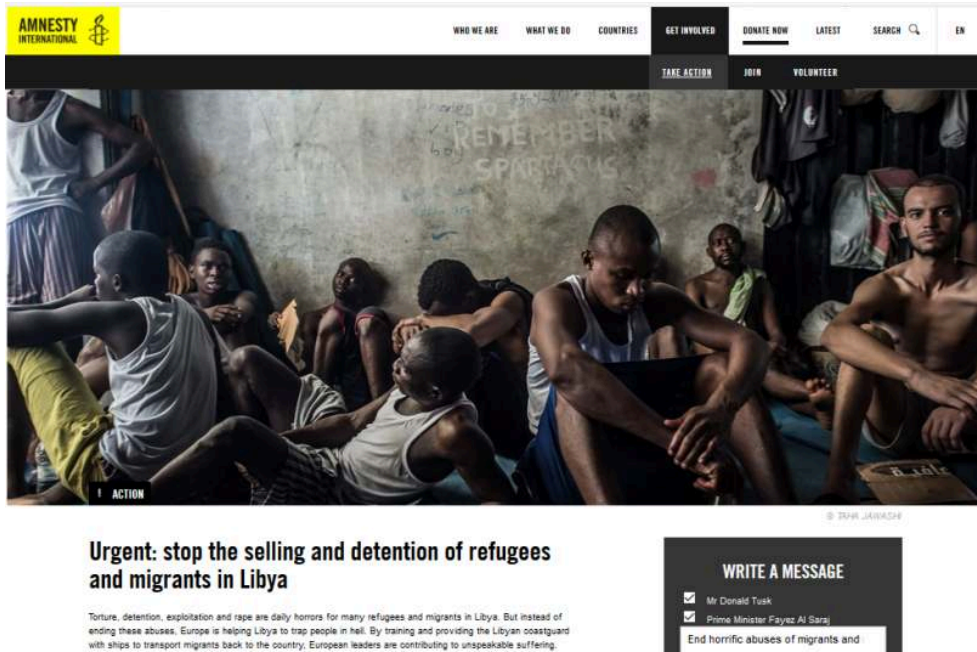 AMNESTY
INTERNATIONAL
WHO WE ARE
WHAT WE DO
COUNTRIES
GET INVOLVED
DONATE NOW
LATEST
SEARCH
EN
TAKE ACTION
JOIN
VOLUNTEER
REMEMBER
SPARTACUS
! ACTION
© TAHA JAWASHI
Urgent: stop the selling and detention of refugees
and migrants in Libya
Torture, detention, exploitation and rape are daily horrors for many refugees and migrants in Libya. But instead of
ending these abuses, Europe is helping Libya to trap people in hell. By training and providing the Libyan coastguard
with ships to transport migrants back to the country, European leaders are contributing to unspeakable suffering.
WRITE A MESSAGE
Mr Donald Tusk
Prime Minister Fayez Al Saraj
End horrific abuses of migrants and